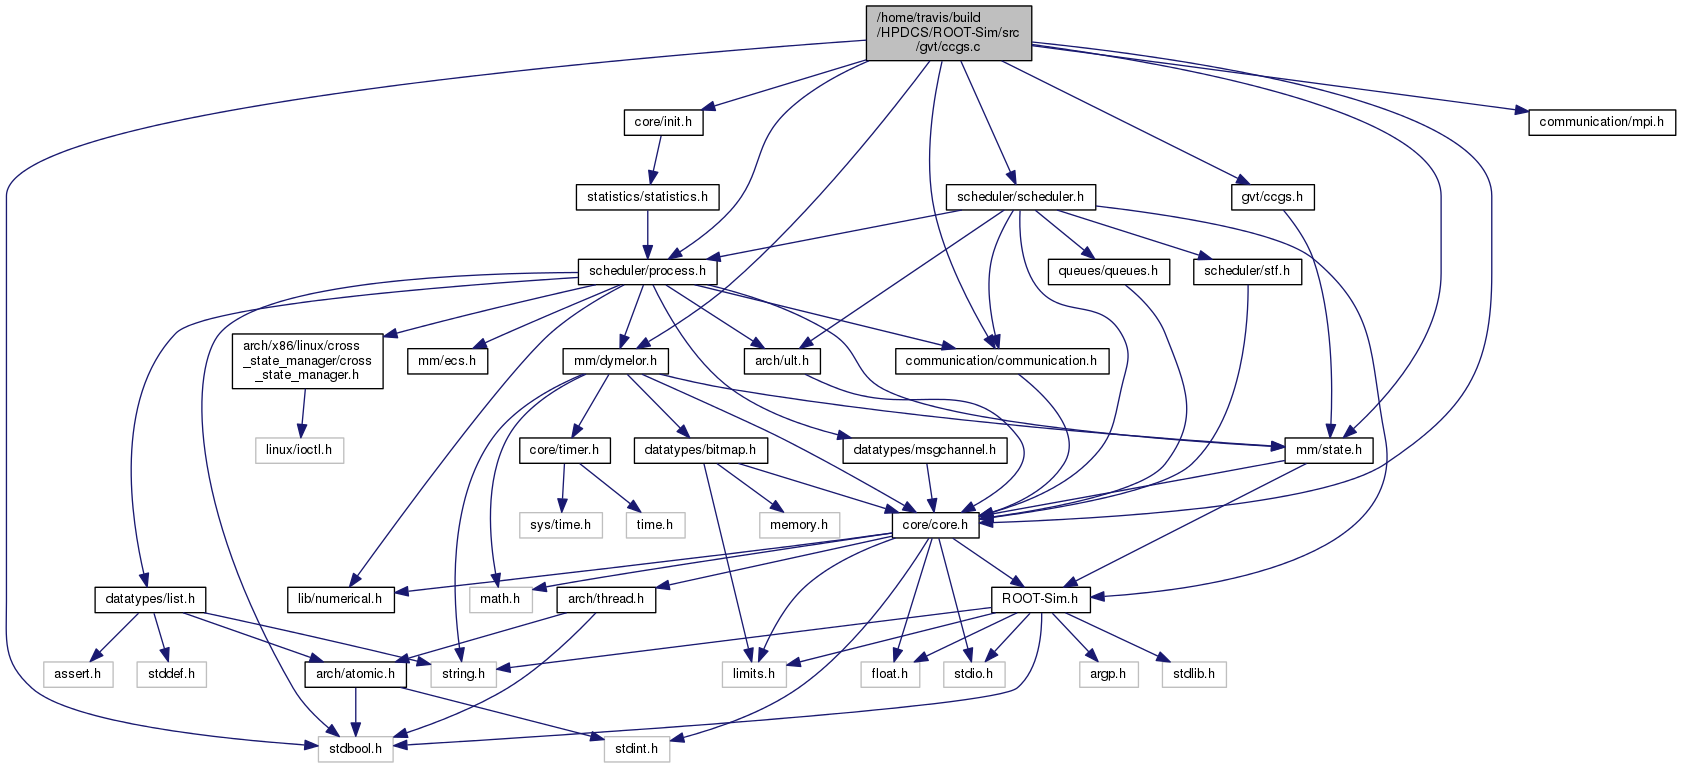 /home/travis/build
/HPDCS/ROOT-Sim/src
/gvt/ccgs.c
core/init.h
communication/mpi.h
statistics/statistics.h
scheduler/scheduler.h
gvt/ccgs.h
scheduler/process.h
queues/queues.h
scheduler/stf.h
arch/x86/linux/cross
_state_manager/cross
_state_manager.h
mm/ecs.h
mm/dymelor.h
arch/ult.h
communication/communication.h
linux/ioctl.h
core/timer.h
datatypes/bitmap.h
datatypes/msgchannel.h
mm/state.h
sys/time.h
time.h
memory.h
core/core.h
datatypes/list.h
lib/numerical.h
math.h
arch/thread.h
ROOT-Sim.h
assert.h
stddef.h
arch/atomic.h
string.h
limits.h
float.h
stdio.h
argp.h
stdlib.h
stdbool.h
stdint.h